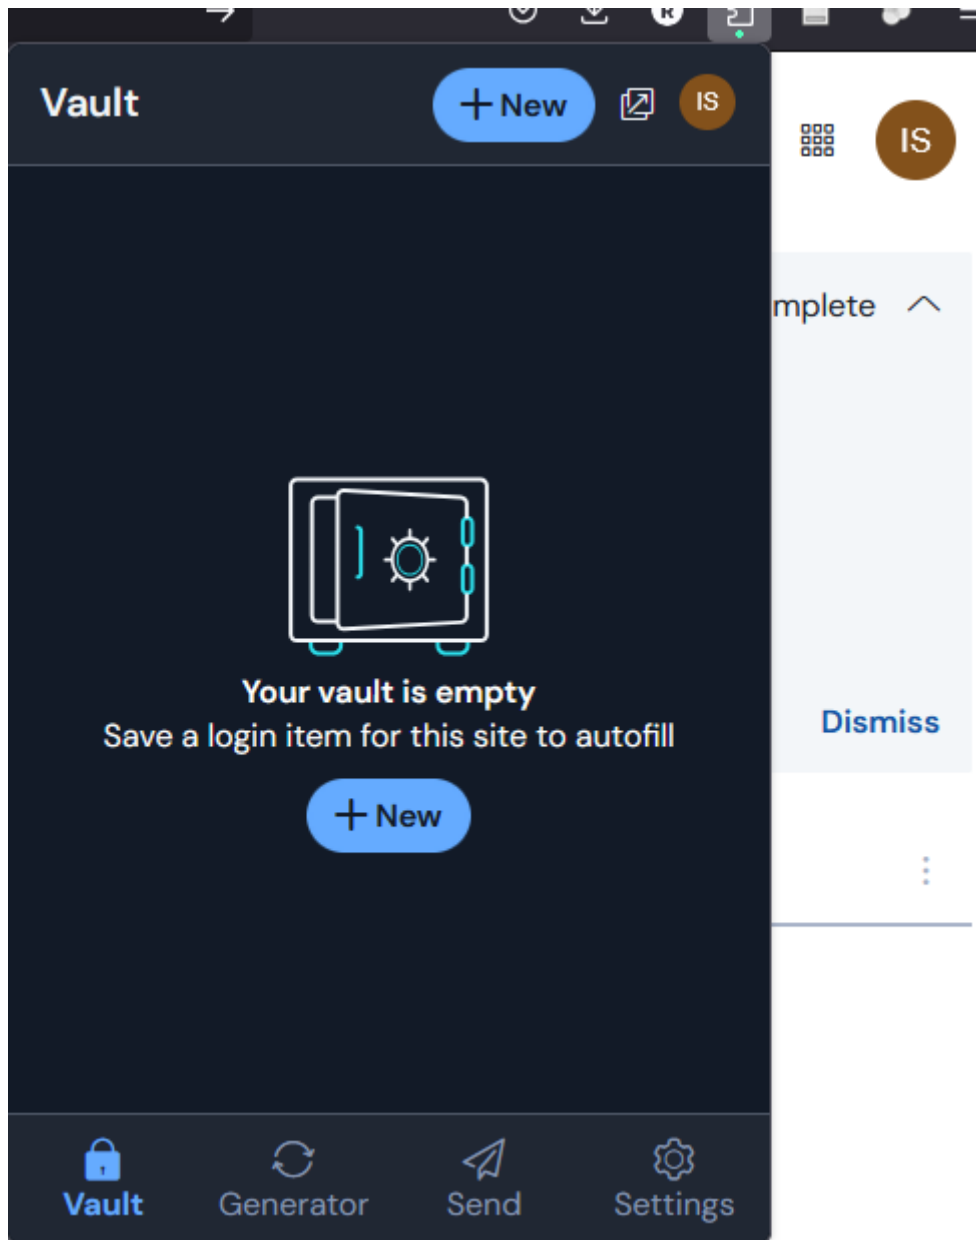 R
Vault
+ New
IS
IS
mplete
Your vault is empty
Save a login item for this site to autofill
Dismiss
+ New
Vault
Generator
Send
Settings